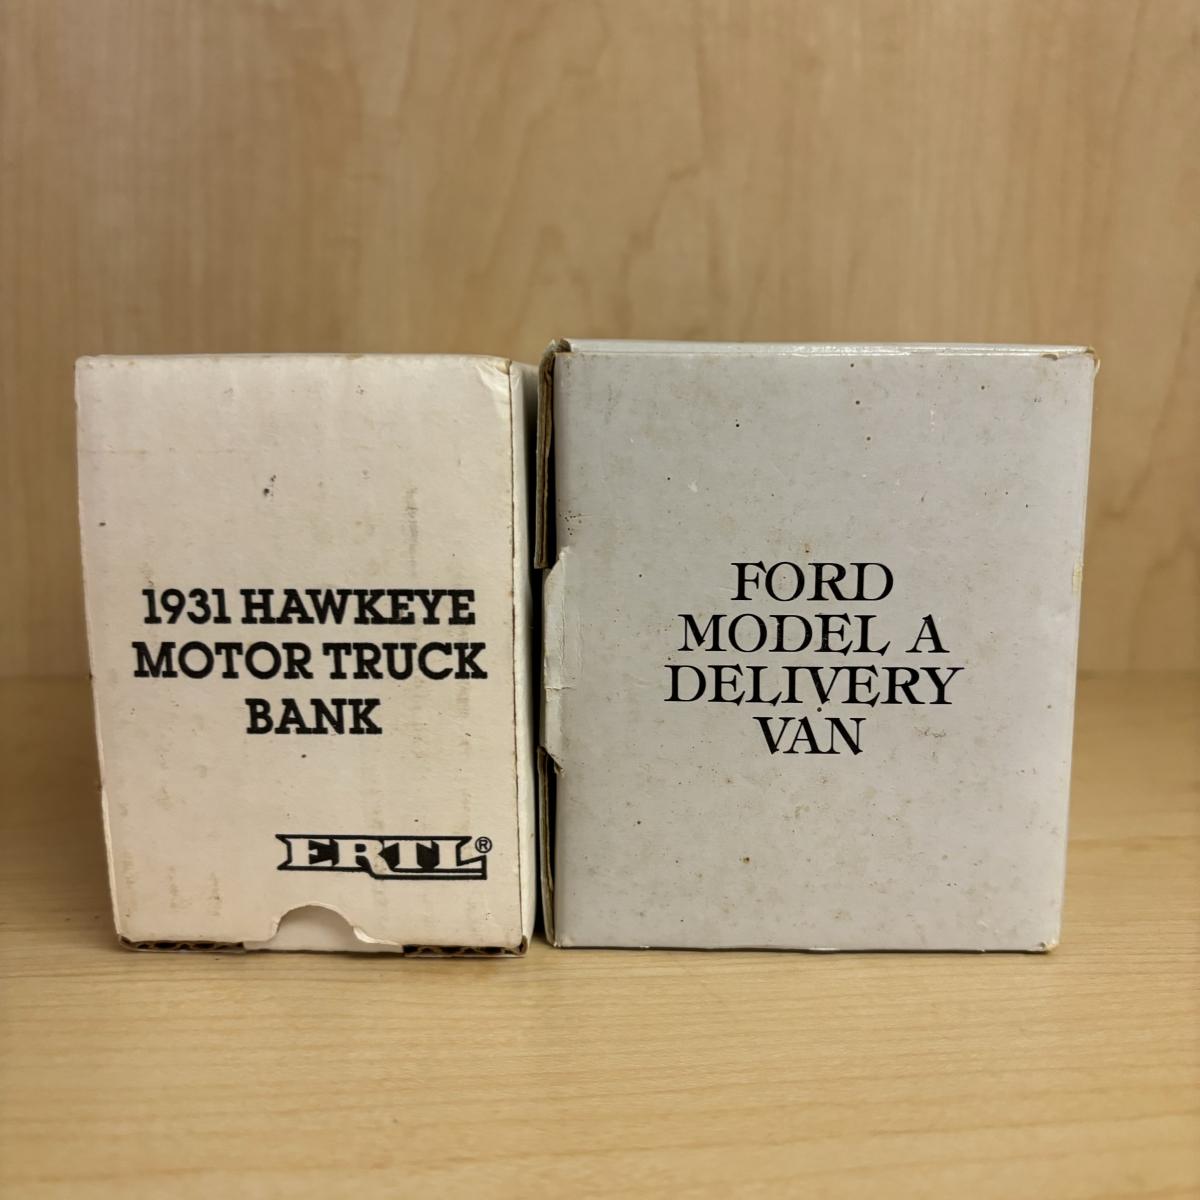 1931 HAWKEYE
MOTOR TRUCK
BANK
ERTL®
FORD
MODEL A
DELIVERY
VAN